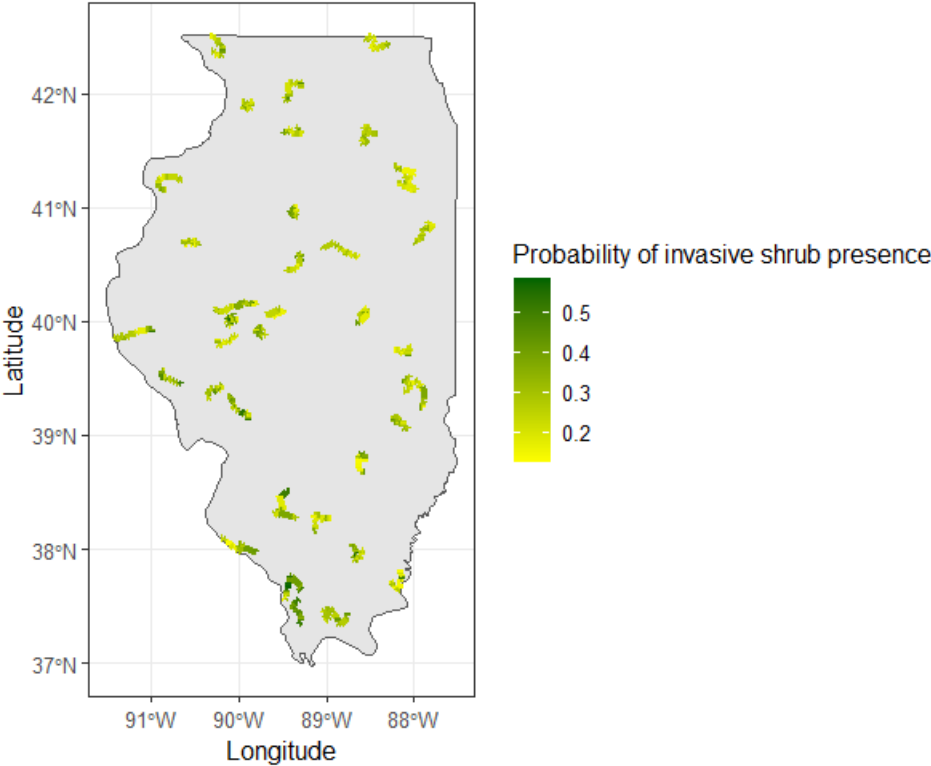 42°N
41°N
40°N
39°N
38°N
37°N
Latitude
91°W 90°W 89°W 88°W
Longitude
Probability of invasive shrub presence
0.5
0.4
0.3
0.2